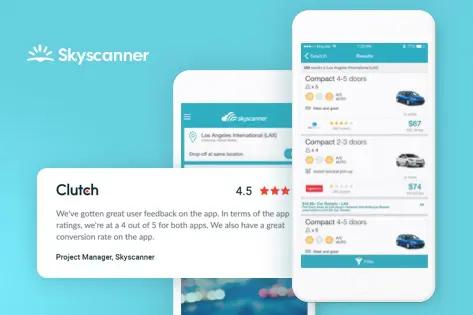 Skyscanner
skyscanner
Los Angeles International (LAX)
Drop-off at same location
Clutch
4.5
We've gotten great user feedback on the app. In terms of the app
ratings, we're at a 4 out of 5 for both apps. We also have a great
conversion rate on the app.
Project Manager, Skyscanner
Search
Results
Compact 4-5 doors
x 5
A/C
AUTO
$67
Compact 2-3 doors
x 4
A/C
AUTO
$74
Compact 4-5 doors
x 5
A/C
AUTO
Filter